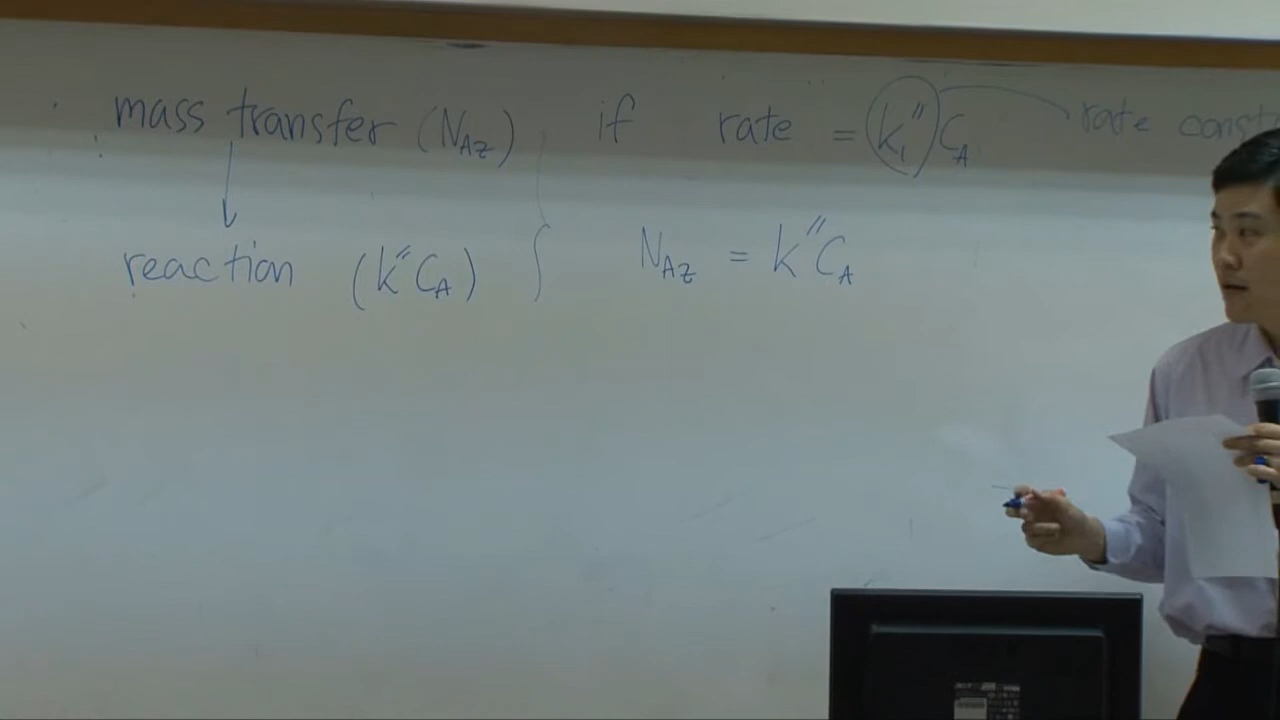 mass transfer (N_AZ) if rate = k₁″ C_A rate const
reaction (k″C_A) N_AZ = k″C_A